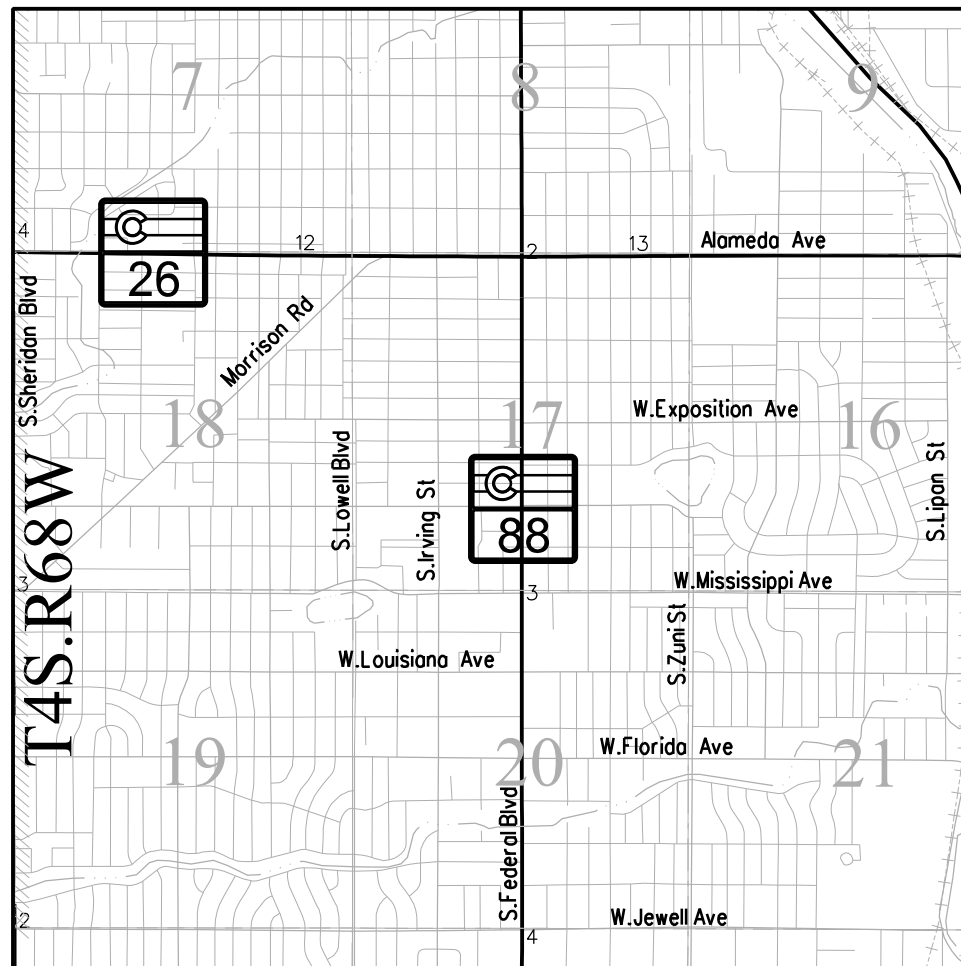 7
8
9
4
12
2
13
Alameda Ave
26
S.Sheridan Blvd
Morrison Rd
18
17
W.Exposition Ave
16
S.Lowell Blvd
S.Irving St
88
S.Lipan St
T4S.R68W
3
3
W.Mississippi Ave
W.Louisiana Ave
S.Zuni St
19
20
W.Florida Ave
21
S.Federal Blvd
2
W.Jewell Ave
4